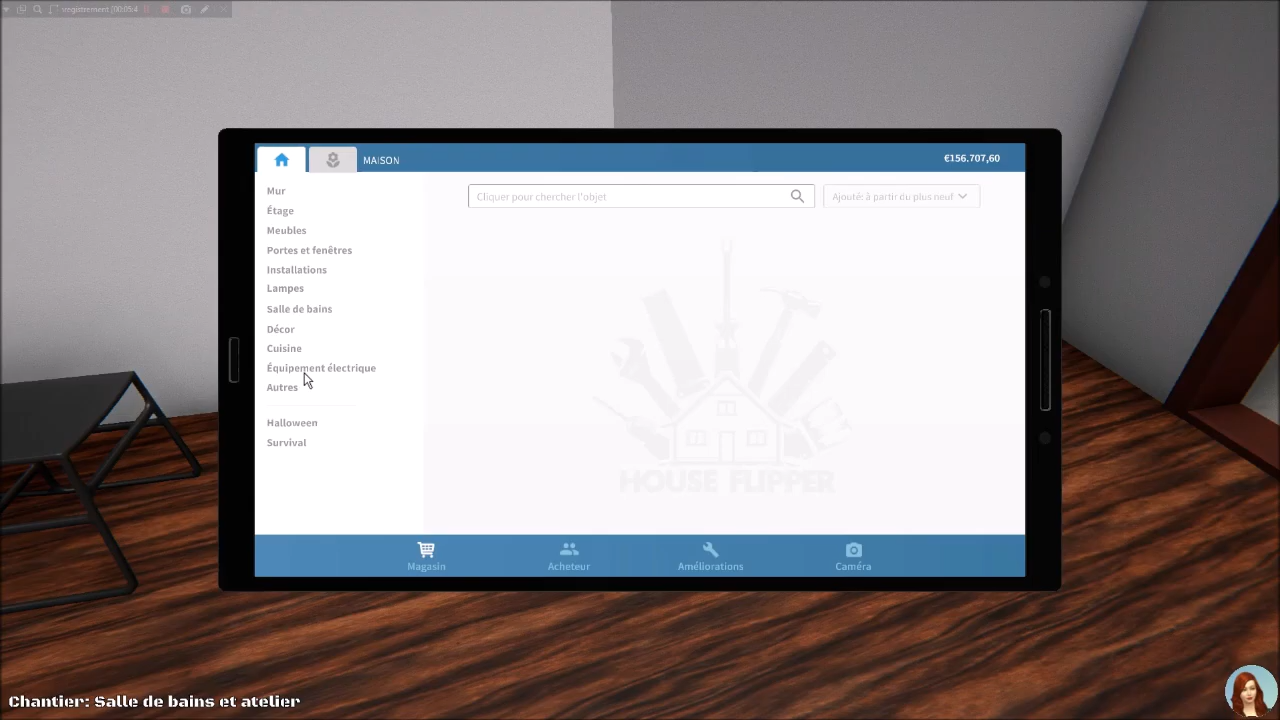 MAISON
€156.707,60
Mur
Étage
Meubles
Portes et fenêtres
Installations
Lampes
Salle de bains
Décor
Cuisine
Équipement électrique
Autres
Halloween
Survival
Cliquer pour chercher l'objet
Ajouté: à partir du plus neuf
HOUSE FLIPPER
Magasin
Acheteur
Améliorations
Caméra
Chantier: Salle de bains et atelier